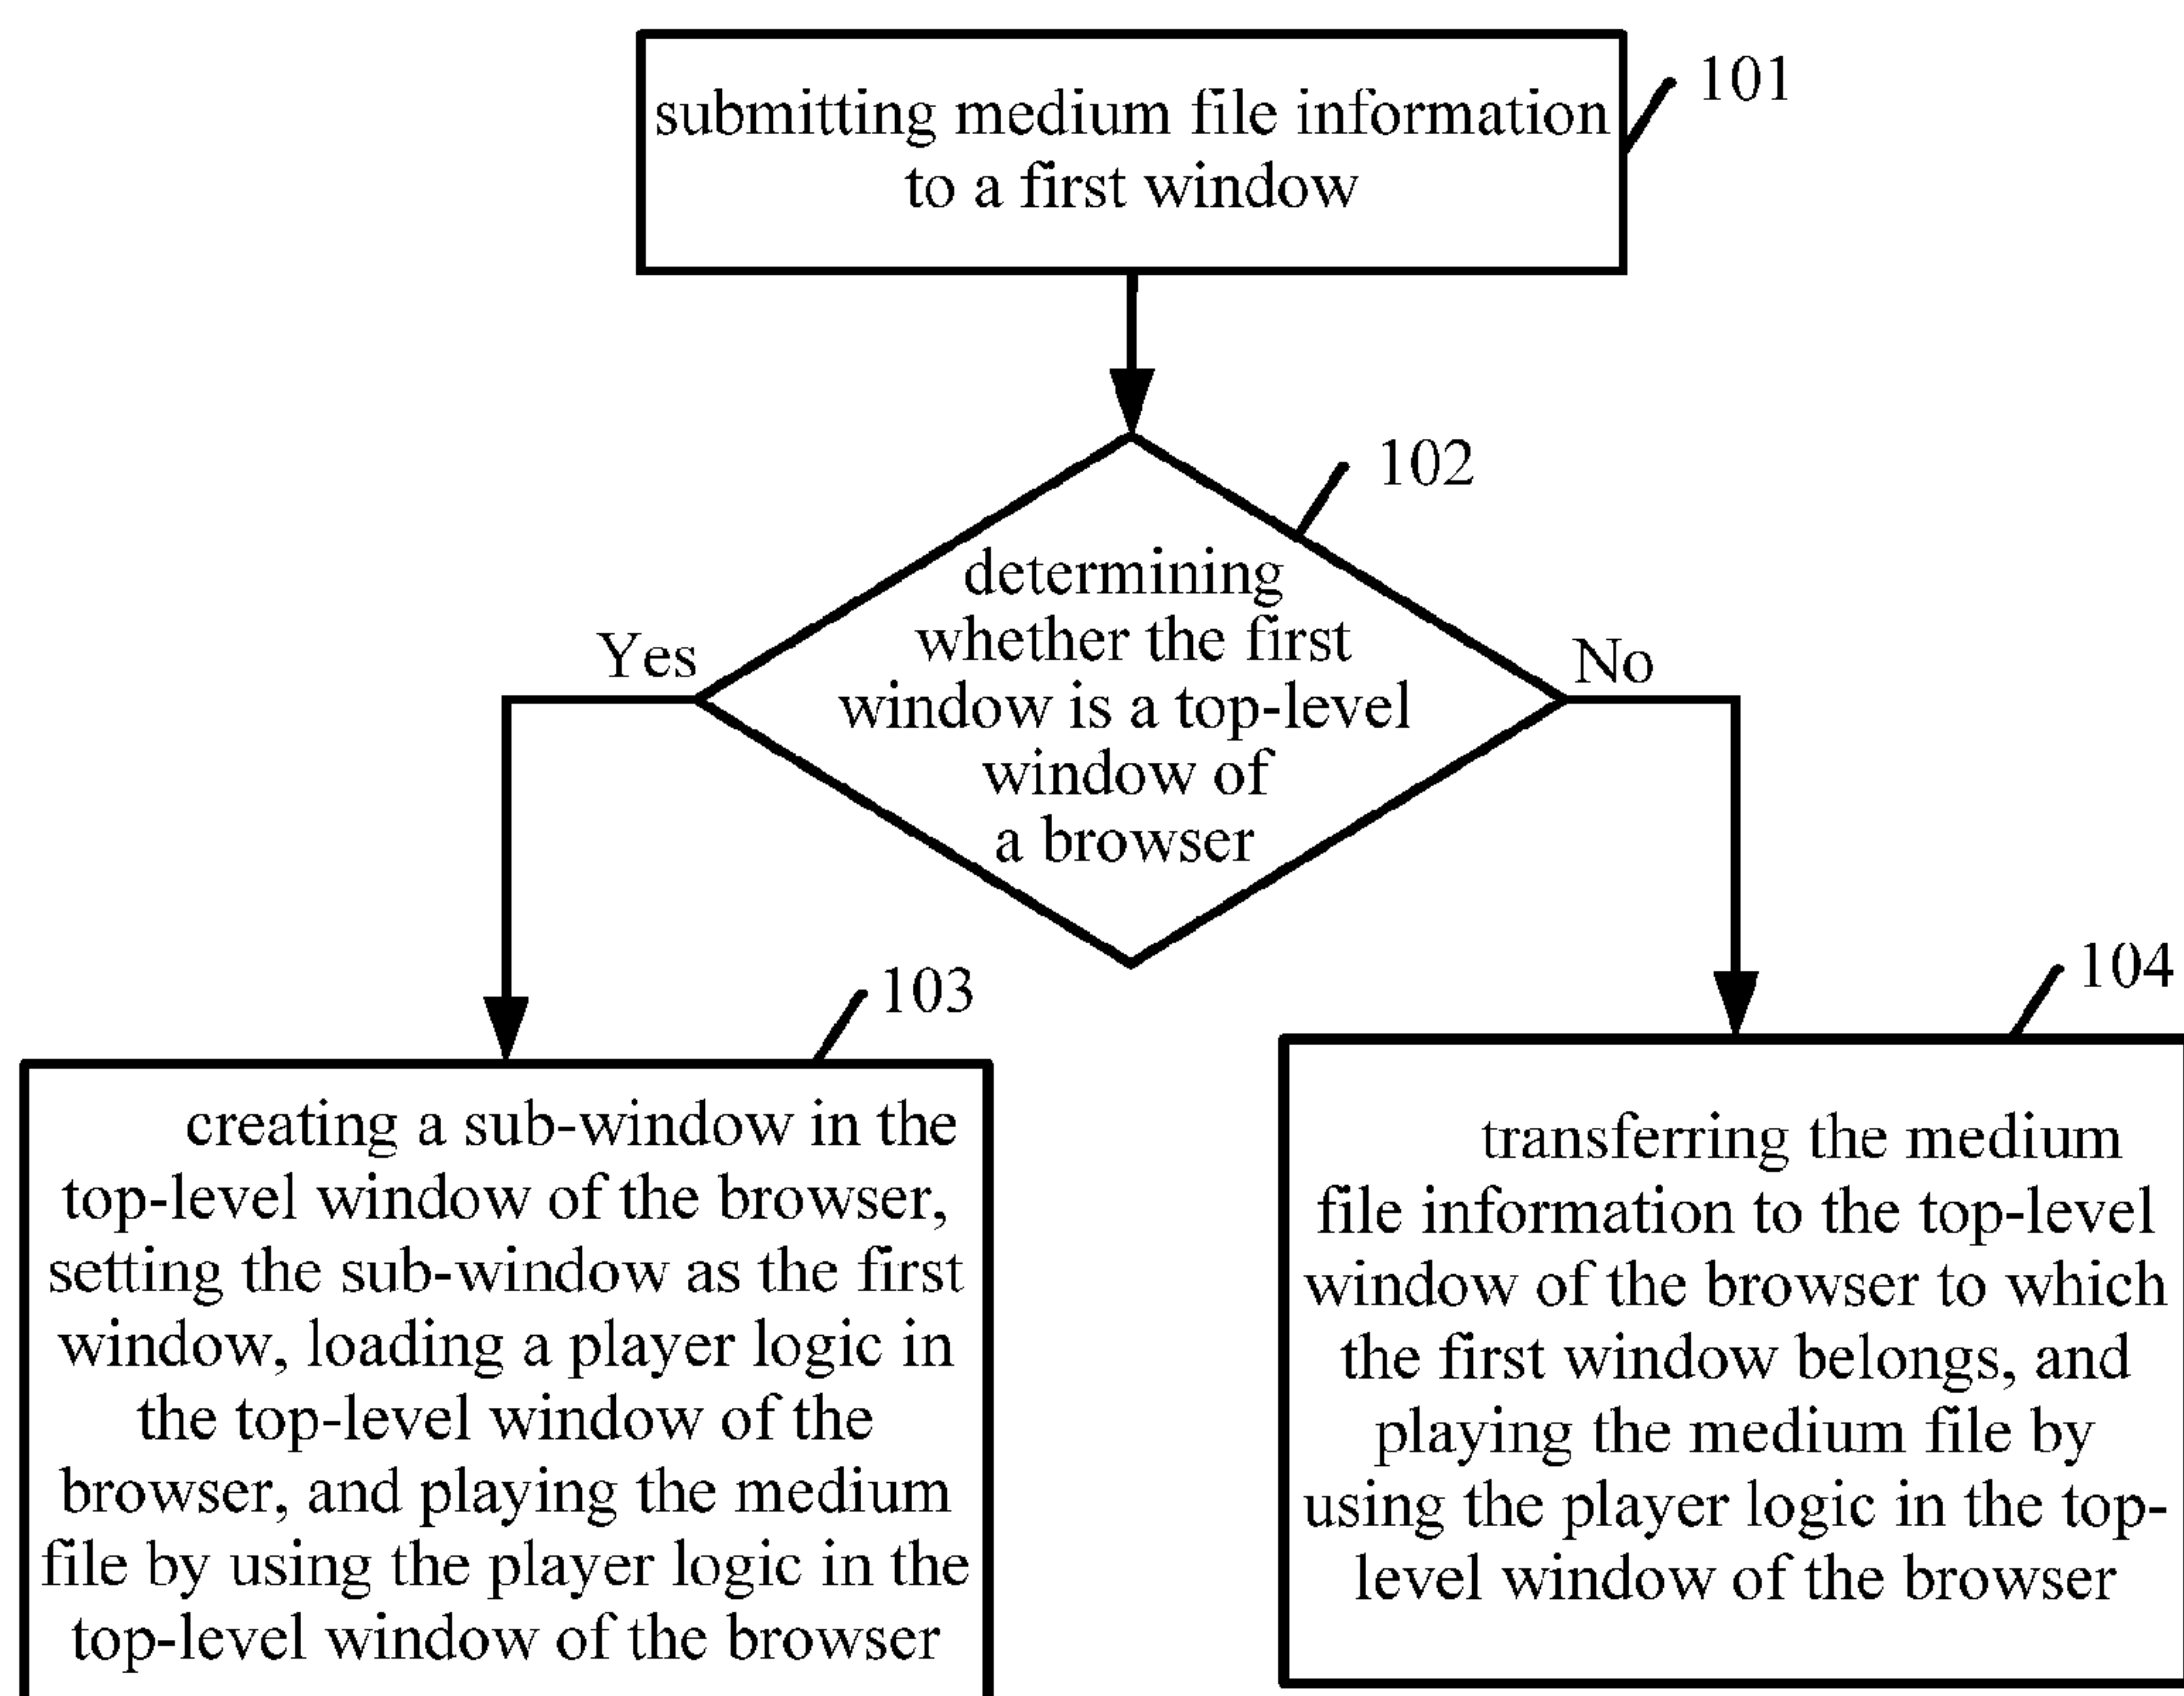 submitting medium file information
to a first window
101
102
determining
whether the first
window is a top-level
window of
a browser
Yes
No
103
creating a sub-window in the
top-level window of the browser,
setting the sub-window as the first
window, loading a player logic in
the top-level window of the
browser, and playing the medium
file by using the player logic in the
top-level window of the browser
104
transferring the medium
file information to the top-level
window of the browser to which
the first window belongs, and
playing the medium file by
using the player logic in the top-
level window of the browser